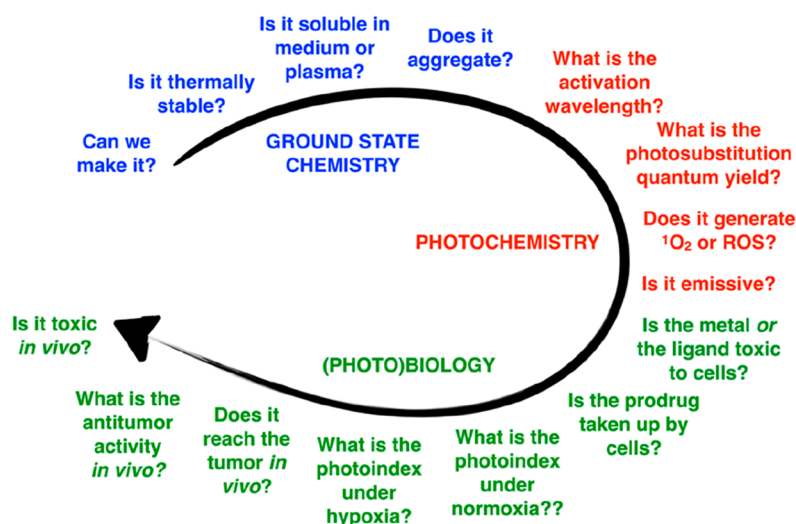 Can we
make it?
Is it thermally
stable?
Is it soluble in
medium or
plasma?
Does it
aggregate?
GROUND STATE
CHEMISTRY
What is the
activation
wavelength?
What is the
photosubstitution
quantum yield?
Does it generate
¹O₂ or ROS?
Is it emissive?
PHOTOCHEMISTRY
Is the metal or
the ligand toxic
to cells?
Is the prodrug
taken up by
cells?
What is the
photoindex
under
normoxia??
What is the
photoindex
under
hypoxia?
Does it
reach the
tumor in
vivo?
What is the
antitumor
activity
in vivo?
Is it toxic
in vivo?
(PHOTO)BIOLOGY